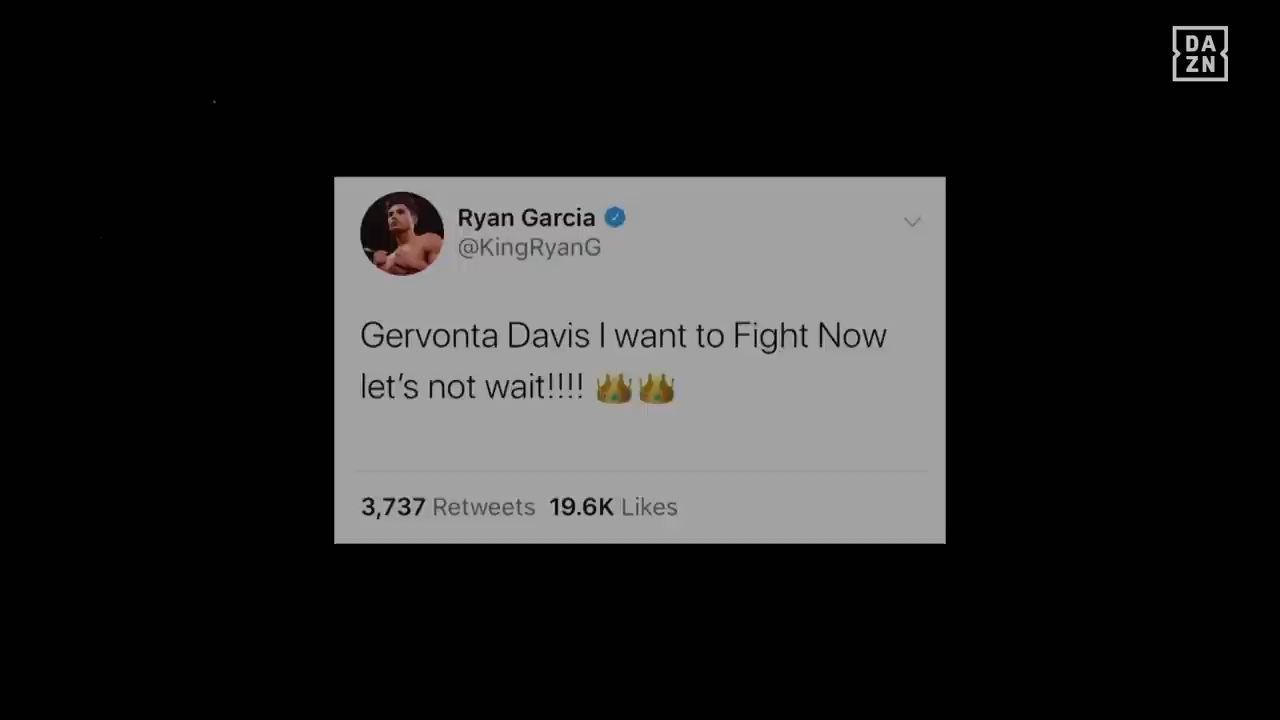 DA
ZN
Ryan Garcia
@KingRyanG
Gervonta Davis I want to Fight Now
let's not wait!!!! 👑👑
3,737 Retweets 19.6K Likes